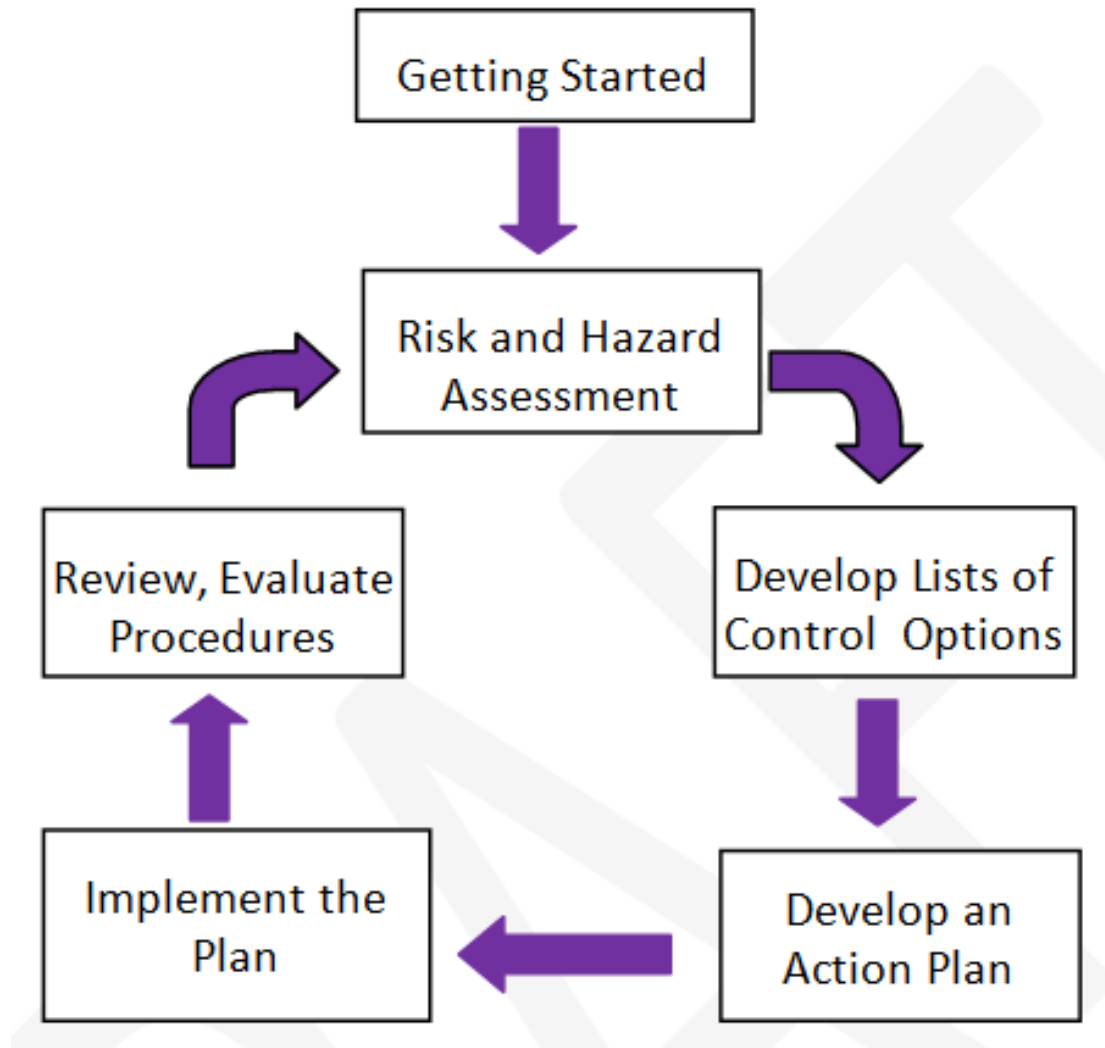 Getting Started
Risk and Hazard
Assessment
Develop Lists of
Control Options
Develop an
Action Plan
Implement the
Plan
Review, Evaluate
Procedures